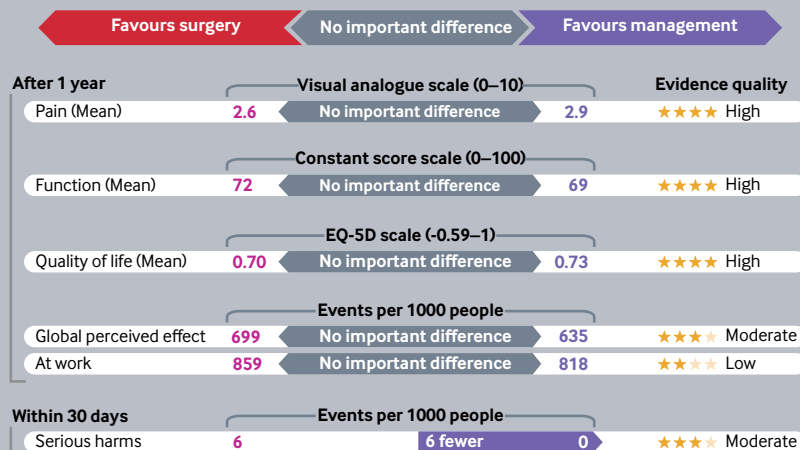 Favours surgery No important difference Favours management
After 1 year Visual analogue scale (0–10) Evidence quality
Pain (Mean) 2.6 No important difference 2.9 High
Constant score scale (0–100)
Function (Mean) 72 No important difference 69 High
EQ-5D scale (-0.59–1)
Quality of life (Mean) 0.70 No important difference 0.73 High
Events per 1000 people
Global perceived effect 699 No important difference 635 Moderate
At work 859 No important difference 818 Low
Within 30 days Events per 1000 people
Serious harms 6 6 fewer 0 Moderate